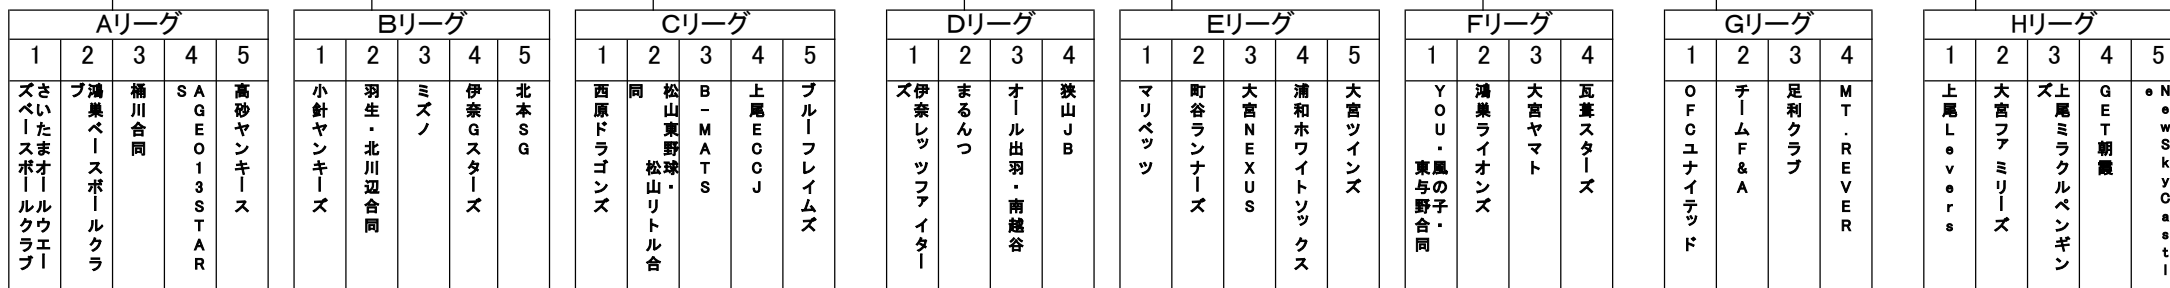 Aリーグ
1 2 3 4 5
さいたまオールウエーズベースボールクラブ
鴻巣ベースボールクラブ
桶川合同
AGEO13STARS
高砂ヤンキース
Bリーグ
1 2 3 4 5
小針ヤンキーズ
羽生・北川辺合同
ミズノ
伊奈Gスターズ
北本SG
Cリーグ
1 2 3 4 5
西原ドラゴンズ
松山東野球・松山リトル合同
B-MATS
上尾ECCJ
ブルーフレイムズ
Dリーグ
1 2 3 4
伊奈レッツファイターズ
まるんつ
オール出羽・南越谷
狭山JB
Eリーグ
1 2 3 4 5
マリベッツ
町谷ランナーズ
大宮NEXUS
浦和ホワイトソックス
大宮ツインズ
Fリーグ
1 2 3 4
YOU・風の子・東与野合同
鴻巣ライオンズ
大宮ヤマト
瓦葺スターズ
Gリーグ
1 2 3 4
OFCユナイテッド
チームF&A
足利クラブ
MT.REVER
Hリーグ
1 2 3 4 5
上尾Levers
大宮ファミリーズ
上尾ミラクルペンギンズ
GET朝霞
NewSkyCastle